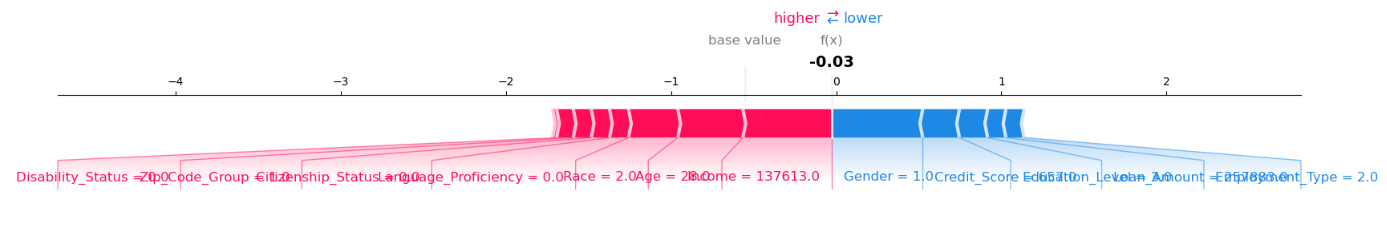 higher ⇄ lower
base value f(x)
-0.03
−4 −3 −2 −1 0 1 2
Disability_Status = 0.0 Zip_Code_Group = 1.0 Citizenship_Status = 0.0 Language_Proficiency = 0.0 Race = 2.0 Age = 28.0 Income = 137613.0 Gender = 1.0 Credit_Score = 657.0 Education_Level = 3.0 Loan_Amount = 257883.0 Employment_Type = 2.0